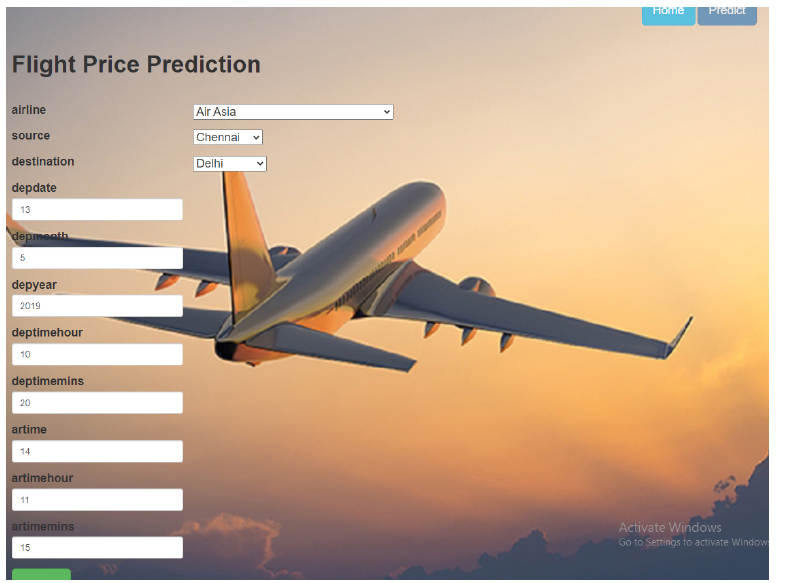 Home Predict
Flight Price Prediction
airline Air Asia
source Chennai
destination Delhi
depdate
13
depmonth
5
depyear
2019
deptimehour
10
deptimemins
20
artime
14
artimehour
11
artimemins
15
Activate Windows
Go to Settings to activate Windows